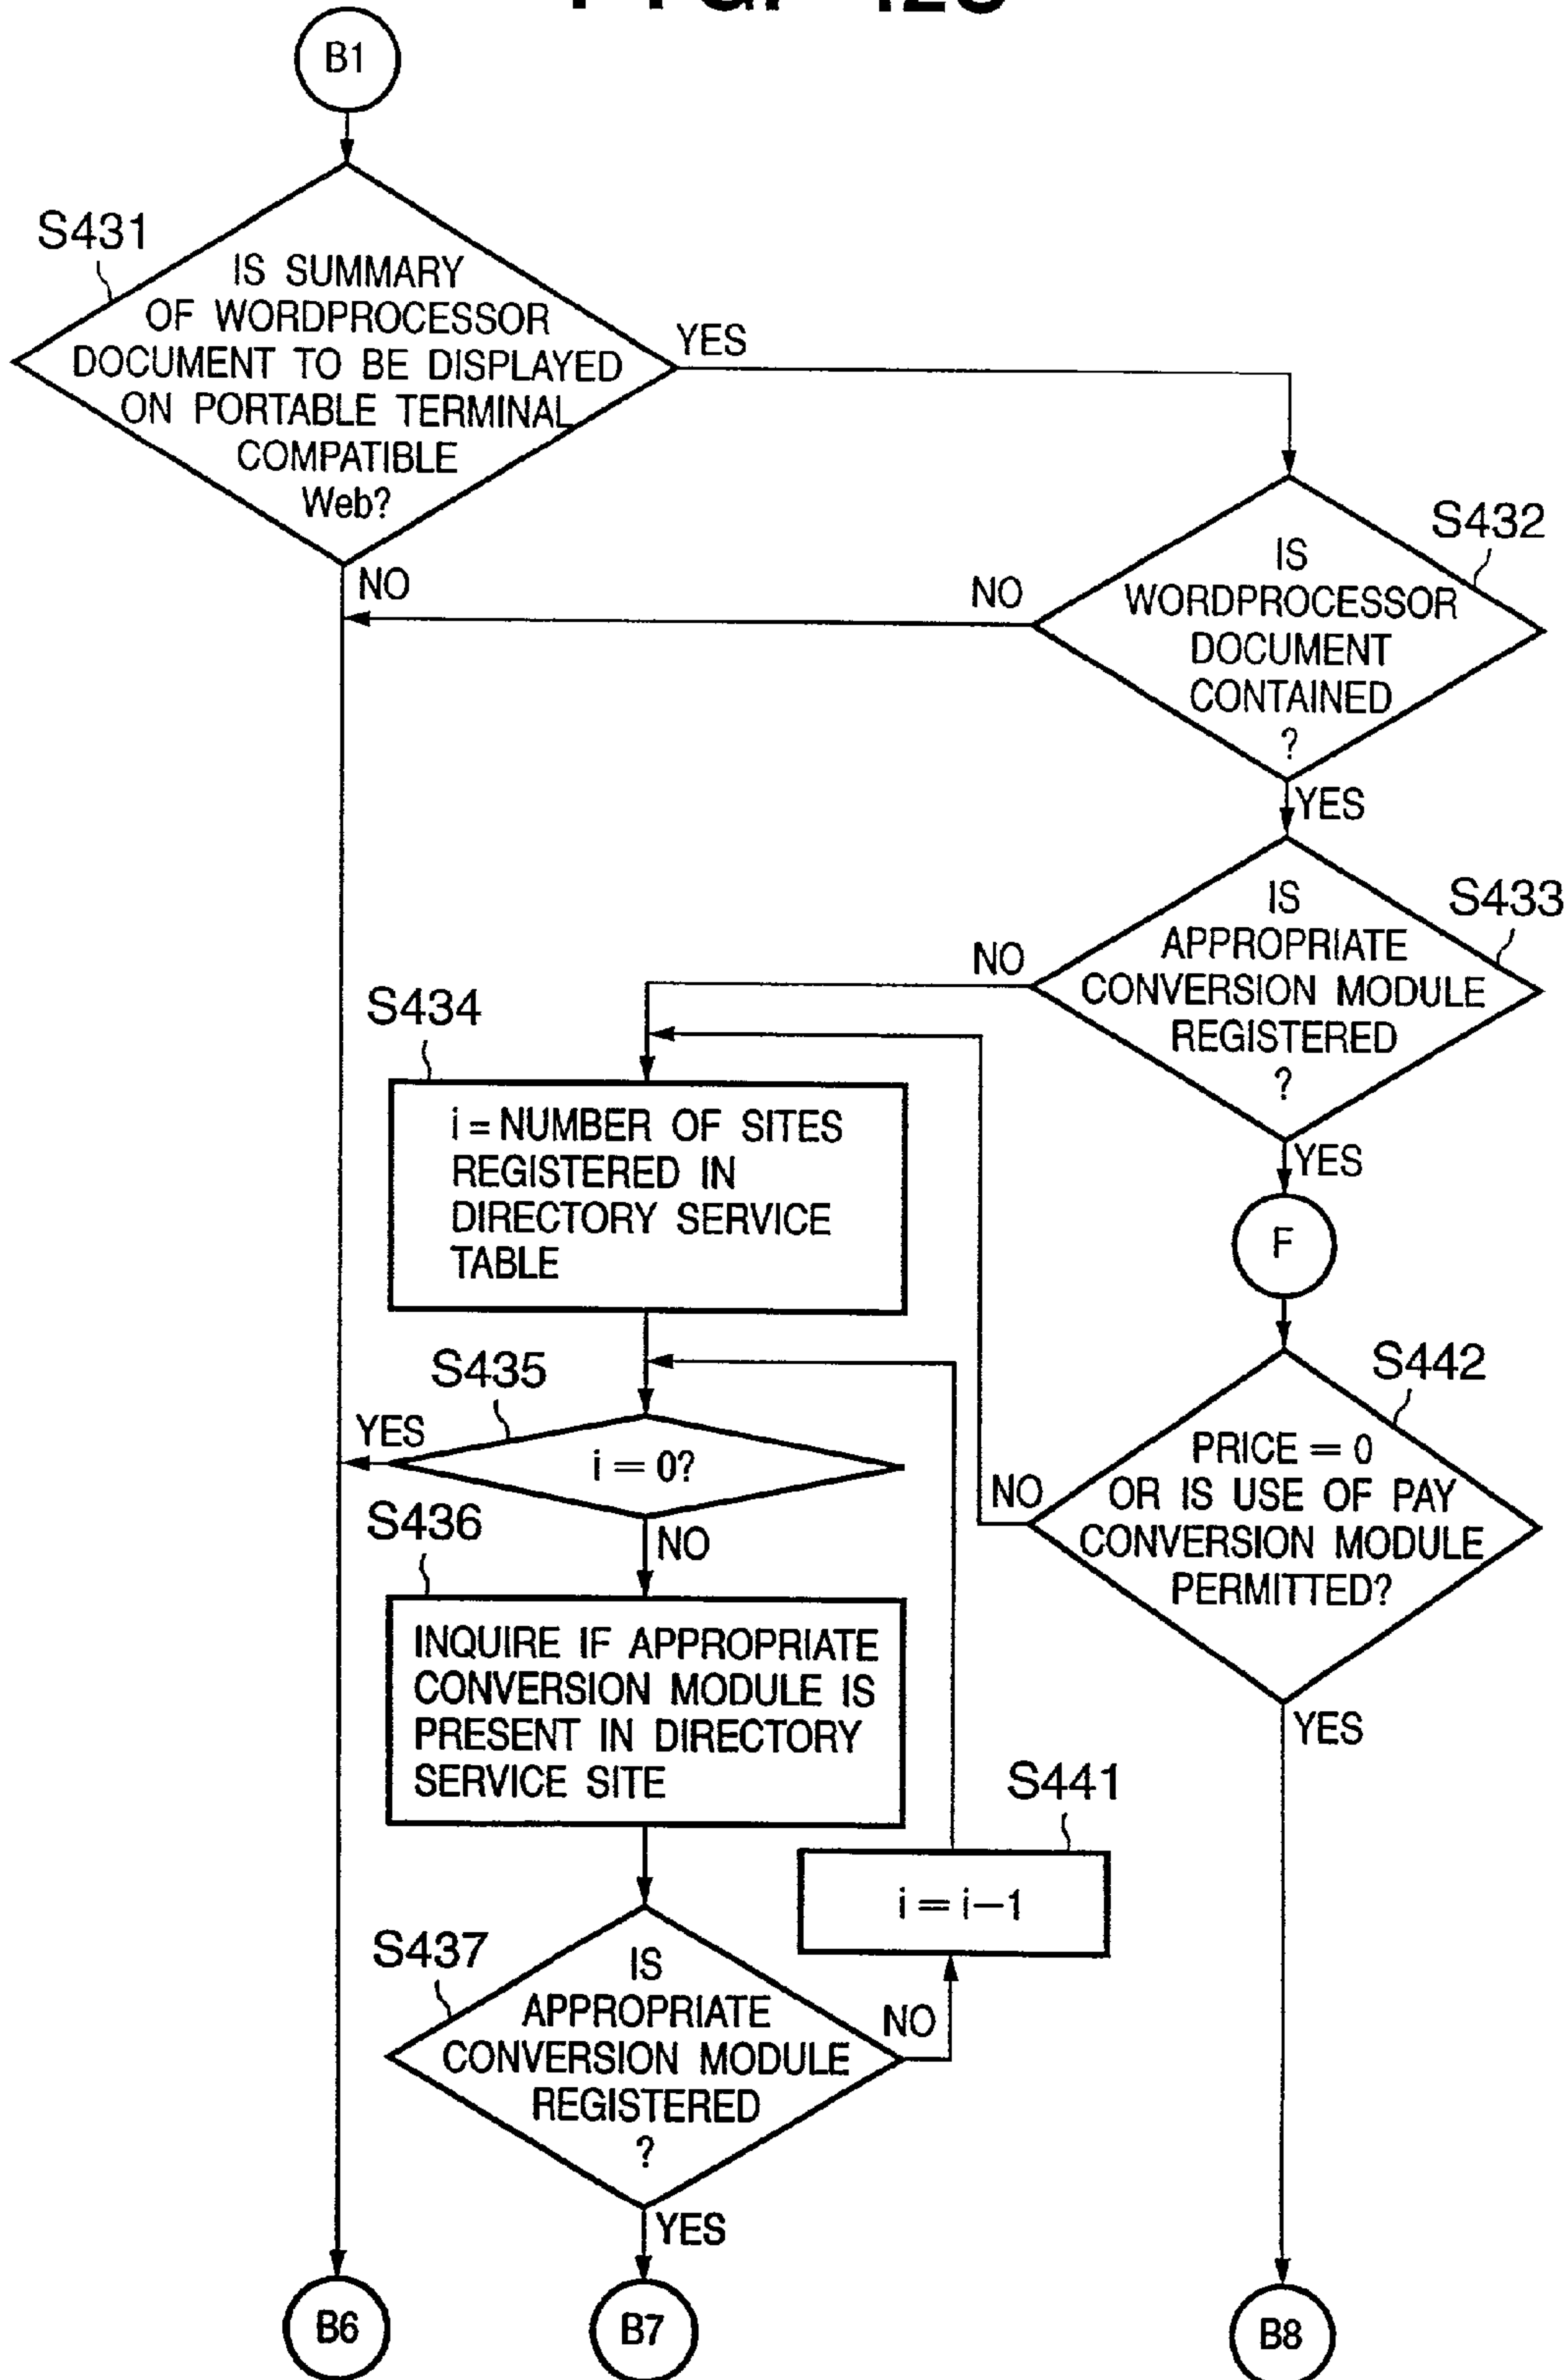 B1
S431
IS SUMMARY
OF WORDPROCESSOR
DOCUMENT TO BE DISPLAYED
ON PORTABLE TERMINAL
COMPATIBLE
Web?
YES
NO
S432
IS
WORDPROCESSOR
DOCUMENT
CONTAINED
?
NO
YES
S433
IS
APPROPRIATE
CONVERSION MODULE
REGISTERED
?
NO
YES
F
S434
i = NUMBER OF SITES
REGISTERED IN
DIRECTORY SERVICE
TABLE
S435
YES
i = 0?
NO
S442
PRICE = 0
OR IS USE OF PAY
CONVERSION MODULE
PERMITTED?
NO
YES
S436
INQUIRE IF APPROPRIATE
CONVERSION MODULE IS
PRESENT IN DIRECTORY
SERVICE SITE
S441
i = i−1
S437
IS
APPROPRIATE
CONVERSION MODULE
REGISTERED
?
NO
YES
B6
B7
B8